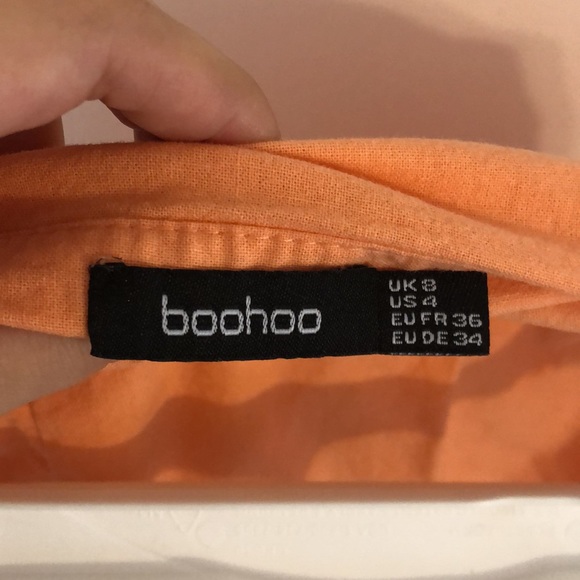 boohoo
UK 8
US 4
EU FR 36
EU DE 34